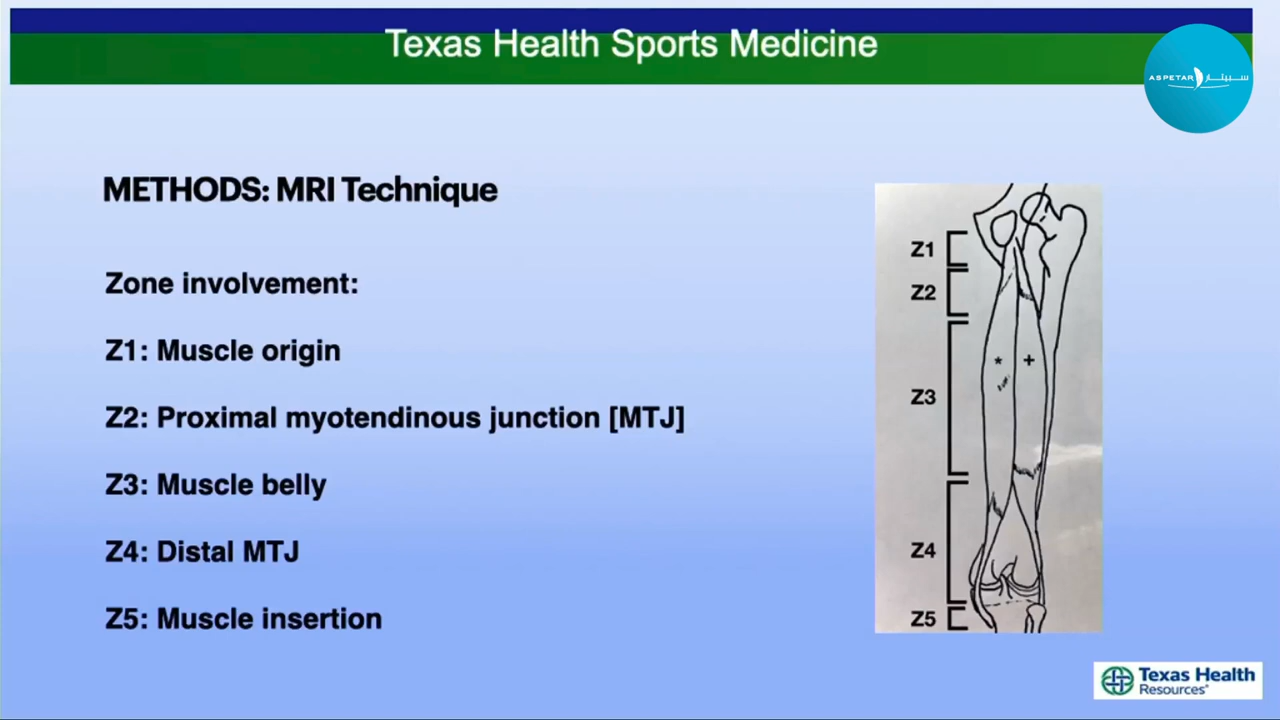 Texas Health Sports Medicine
ASPETAR سبيتار
METHODS: MRI Technique
Zone involvement:
Z1: Muscle origin
Z2: Proximal myotendinous junction [MTJ]
Z3: Muscle belly
Z4: Distal MTJ
Z5: Muscle insertion
Z1
Z2
* +
Z3
Z4
Z5
Texas Health
Resources®